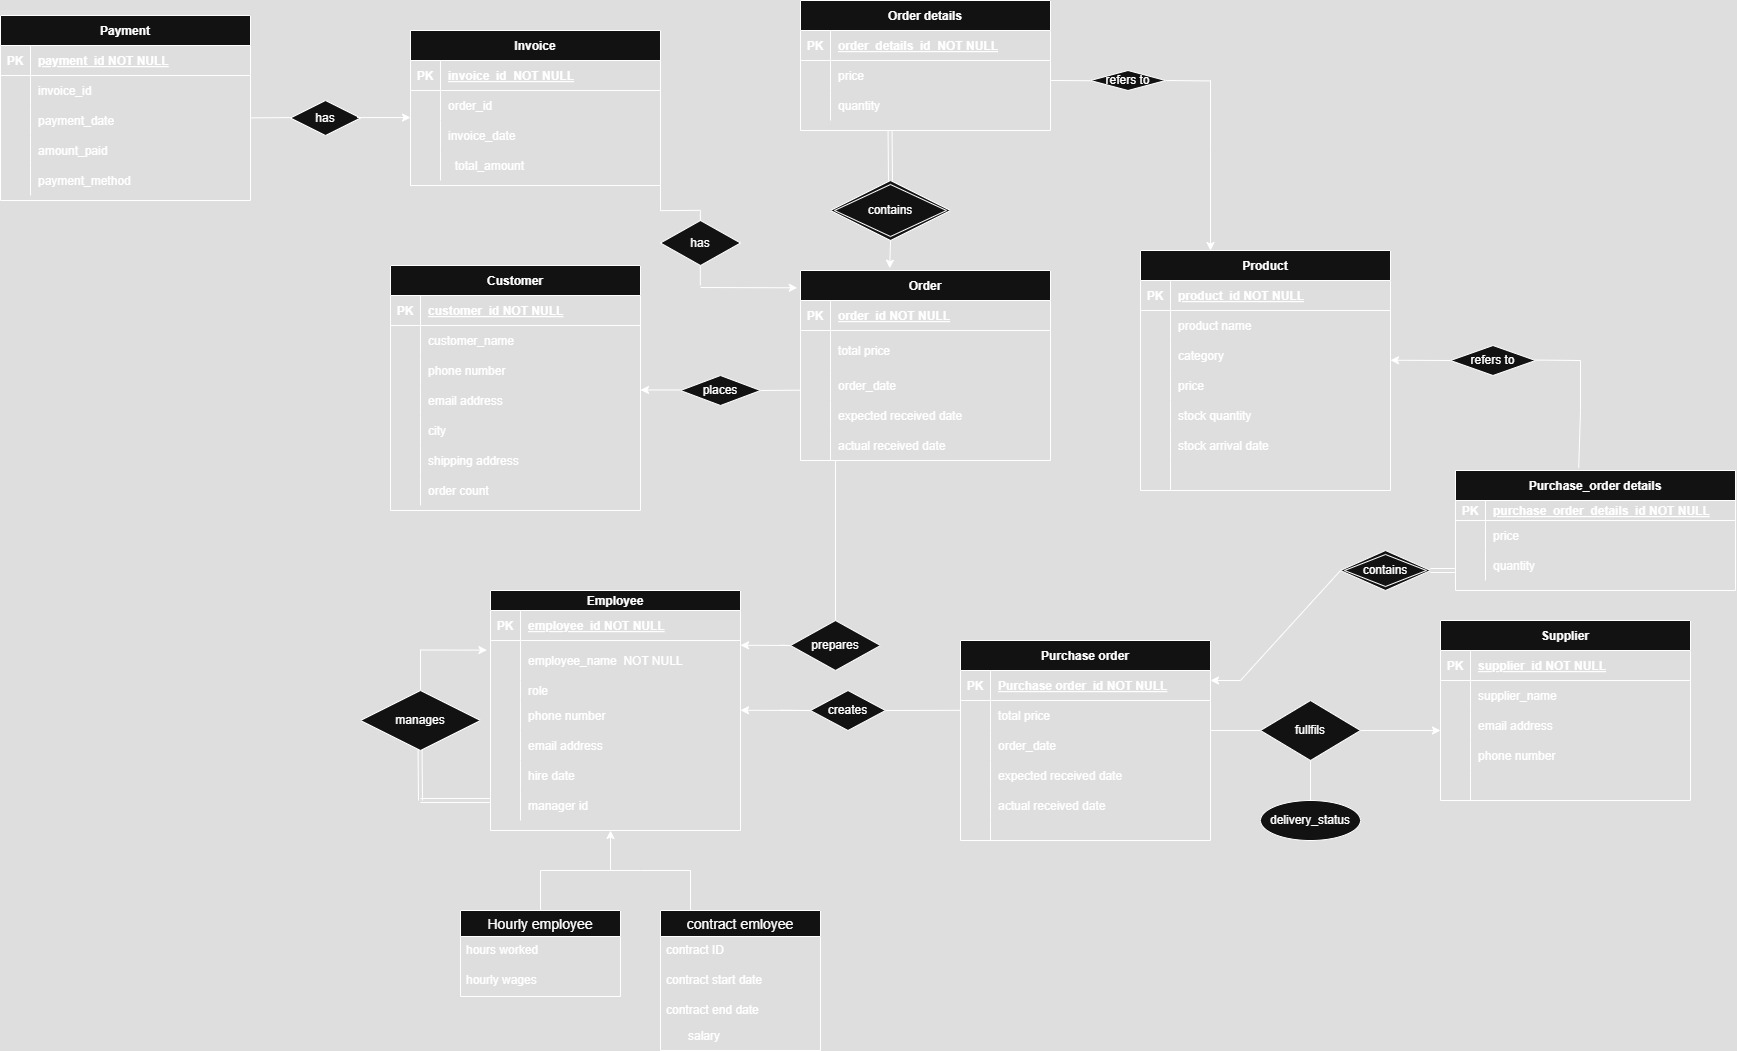 Payment
PK payment_id NOT NULL
invoice_id
payment_date
amount_paid
payment_method
has
Invoice
PK invoice_id NOT NULL
order_id
invoice_date
total_amount
has
Order details
PK order_details_id NOT NULL
price
quantity
refers to
contains
Customer
PK customer_id NOT NULL
customer_name
phone number
email address
city
shipping address
order count
places
Order
PK order_id NOT NULL
total price
order_date
expected received date
actual received date
Product
PK product_id NOT NULL
product name
category
price
stock quantity
stock arrival date
refers to
Purchase_order details
PK purchase_order_details_id NOT NULL
price
quantity
contains
Employee
PK employee_id NOT NULL
employee_name NOT NULL
role
phone number
email address
hire date
manager id
manages
prepares
creates
Purchase order
PK Purchase order_id NOT NULL
total price
order_date
expected received date
actual received date
fullfils
delivery_status
Supplier
PK supplier_id NOT NULL
supplier_name
email address
phone number
Hourly employee
hours worked
hourly wages
contract emloyee
contract ID
contract start date
contract end date
salary